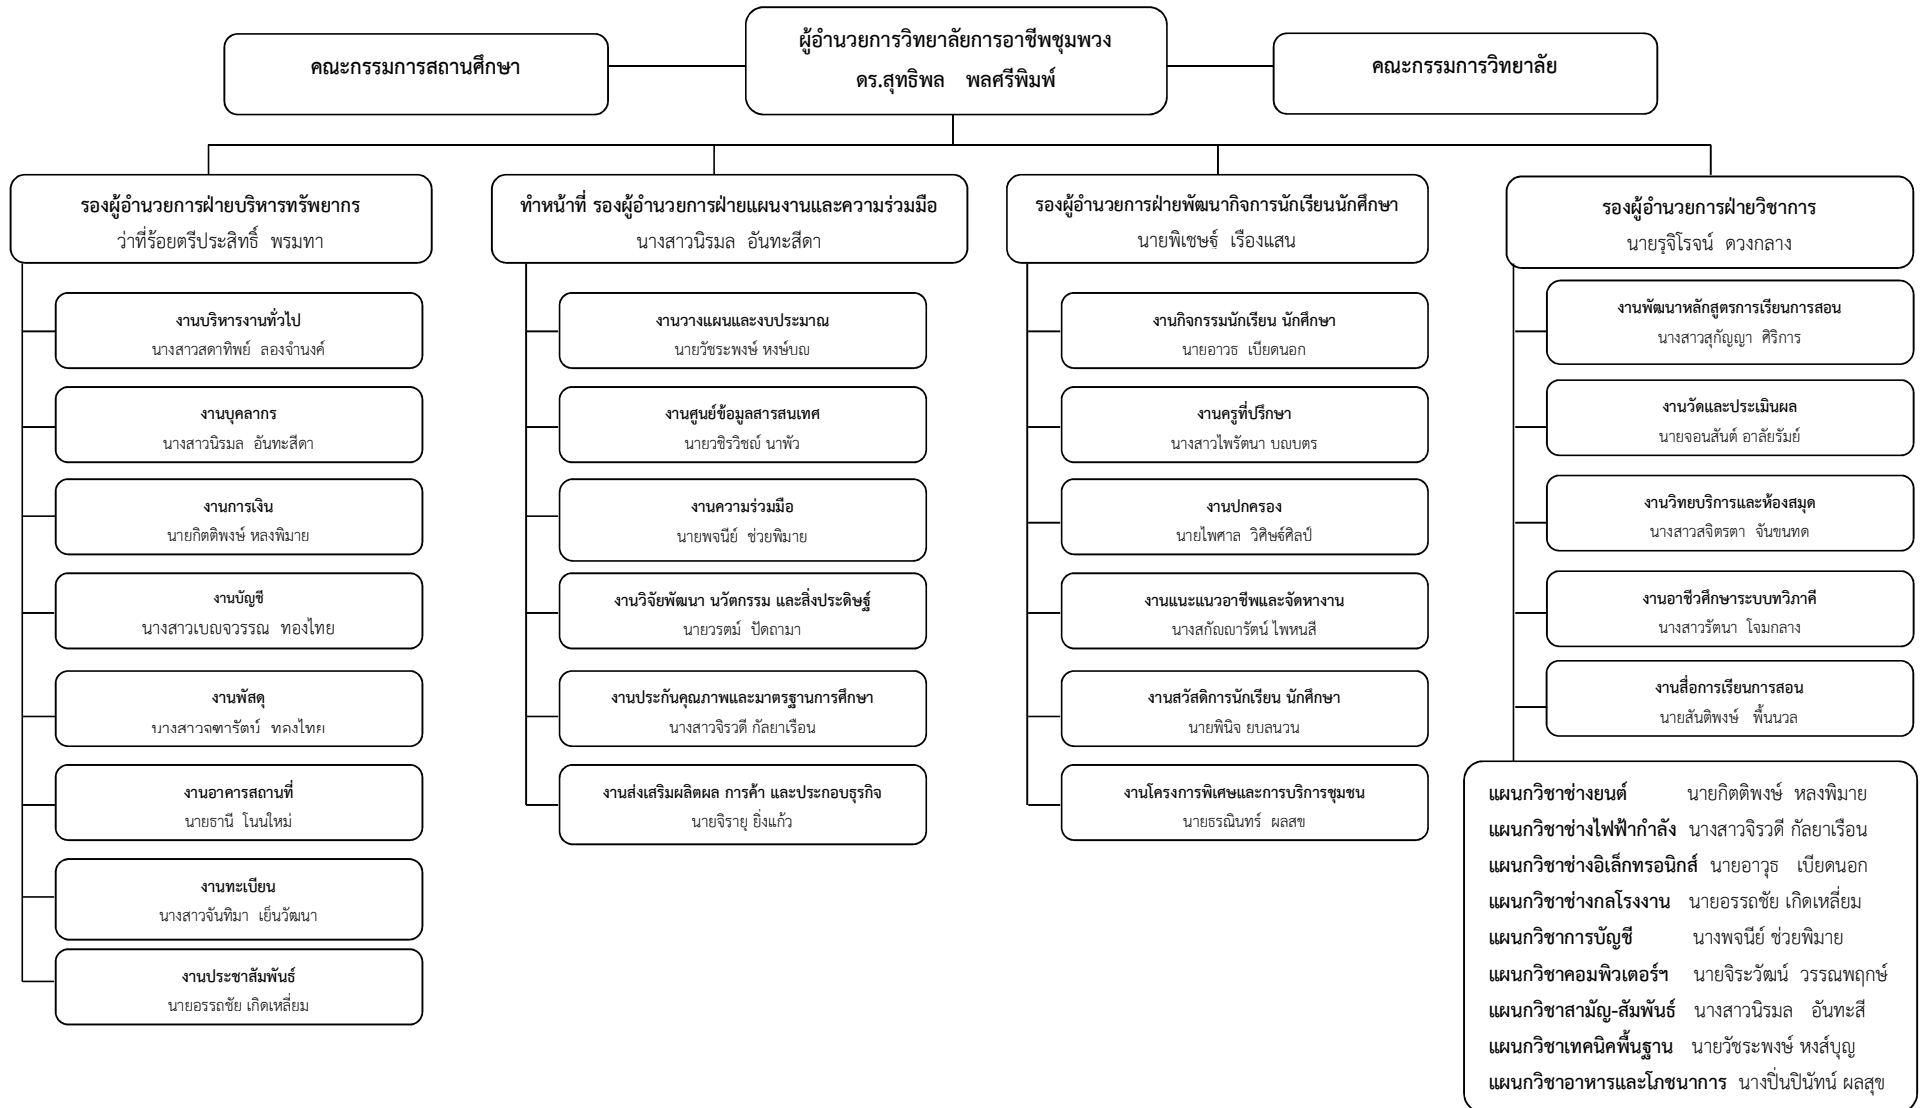 ผู้อำนวยการวิทยาลัยการอาชีพชุมพวง
ดร.สุทธิพล พลศรีพิมพ์
คณะกรรมการสถานศึกษา
คณะกรรมการวิทยาลัย
รองผู้อำนวยการฝ่ายบริหารทรัพยากร
ว่าที่ร้อยตรีประสิทธิ์ พรมทา
งานบริหารงานทั่วไป
นางสาวสดาทิพย์ ลองจำนงค์
งานบุคลากร
นางสาวนิรมล อันทะสีดา
งานการเงิน
นายกิตติพงษ์ หลงพิมาย
งานบัญชี
นางสาวเบญจวรรณ ทองไทย
งานพัสดุ
นางสาวจุฑารัตน์ ทองไทย
งานอาคารสถานที่
นายธานี โนนใหม่
งานทะเบียน
นางสาวจันทิมา เย็นวัฒนา
งานประชาสัมพันธ์
นายอรรถชัย เกิดเหลี่ยม
ทำหน้าที่ รองผู้อำนวยการฝ่ายแผนงานและความร่วมมือ
นางสาวนิรมล อันทะสีดา
งานวางแผนและงบประมาณ
นายวัชระพงษ์ หงษ์บญ
งานศูนย์ข้อมูลสารสนเทศ
นายวชิรวิชญ์ นาพัว
งานความร่วมมือ
นายพจนีย์ ช่วยพิมาย
งานวิจัยพัฒนา นวัตกรรม และสิ่งประดิษฐ์
นายวรตม์ ปัดถามา
งานประกันคุณภาพและมาตรฐานการศึกษา
นางสาวจิรวดี กัลยาเรือน
งานส่งเสริมผลิตผล การค้า และประกอบธุรกิจ
นายจิรายุ ยิ่งแก้ว
รองผู้อำนวยการฝ่ายพัฒนากิจการนักเรียนนักศึกษา
นายพิเชษฐ์ เรืองแสน
งานกิจกรรมนักเรียน นักศึกษา
นายอาวธ เบียดนอก
งานครูที่ปรึกษา
นางสาวไพรัตนา บญบตร
งานปกครอง
นายไพศาล วิศิษฐ์ศิลป์
งานแนะแนวอาชีพและจัดหางาน
นางสกัญญารัตน์ ไพหนสี
งานสวัสดิการนักเรียน นักศึกษา
นายพินิจ ยบลนวน
งานโครงการพิเศษและการบริการชุมชน
นายธรณินทร์ ผลสข
รองผู้อำนวยการฝ่ายวิชาการ
นายรุจิโรจน์ ดวงกลาง
งานพัฒนาหลักสูตรการเรียนการสอน
นางสาวสุกัญญา ศิริการ
งานวัดและประเมินผล
นายจอนสันต์ อาลัยรัมย์
งานวิทยบริการและห้องสมุด
นางสาวสจิตรตา จันขนทด
งานอาชีวศึกษาระบบทวิภาคี
นางสาวรัตนา โจมกลาง
งานสื่อการเรียนการสอน
นายสันติพงษ์ พื้นนวล
แผนกวิชาช่างยนต์ นายกิตติพงษ์ หลงพิมาย
แผนกวิชาช่างไฟฟ้ากำลัง นางสาวจิรวดี กัลยาเรือน
แผนกวิชาช่างอิเล็กทรอนิกส์ นายอาวุธ เบียดนอก
แผนกวิชาช่างกลโรงงาน นายอรรถชัย เกิดเหลี่ยม
แผนกวิชาการบัญชี นางพจนีย์ ช่วยพิมาย
แผนกวิชาคอมพิวเตอร์ฯ นายจิระวัฒน์ วรรณพฤกษ์
แผนกวิชาสามัญ-สัมพันธ์ นางสาวนิรมล อันทะสี
แผนกวิชาเทคนิคพื้นฐาน นายวัชระพงษ์ หงส์บุญ
แผนกวิชาอาหารและโภชนาการ นางปิ่นปินัทน์ ผลสุข